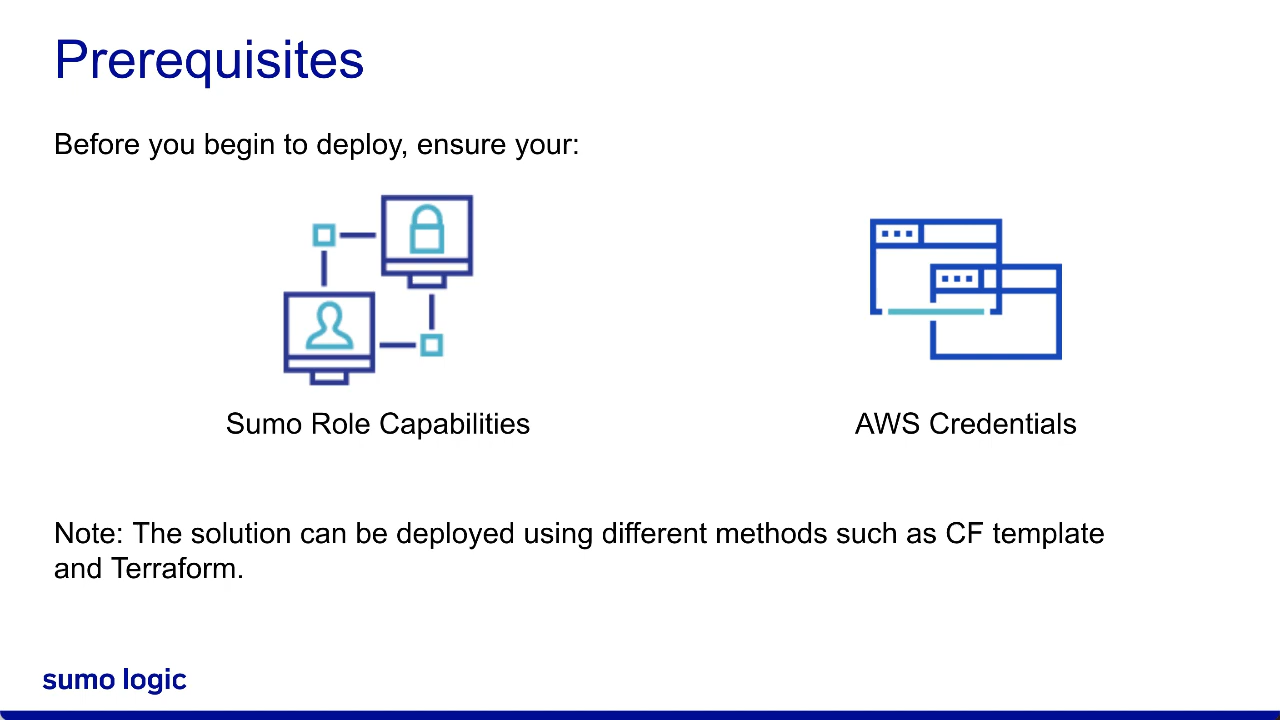 Prerequisites
Before you begin to deploy, ensure your:
Sumo Role Capabilities
AWS Credentials
Note: The solution can be deployed using different methods such as CF template
and Terraform.
sumo logic